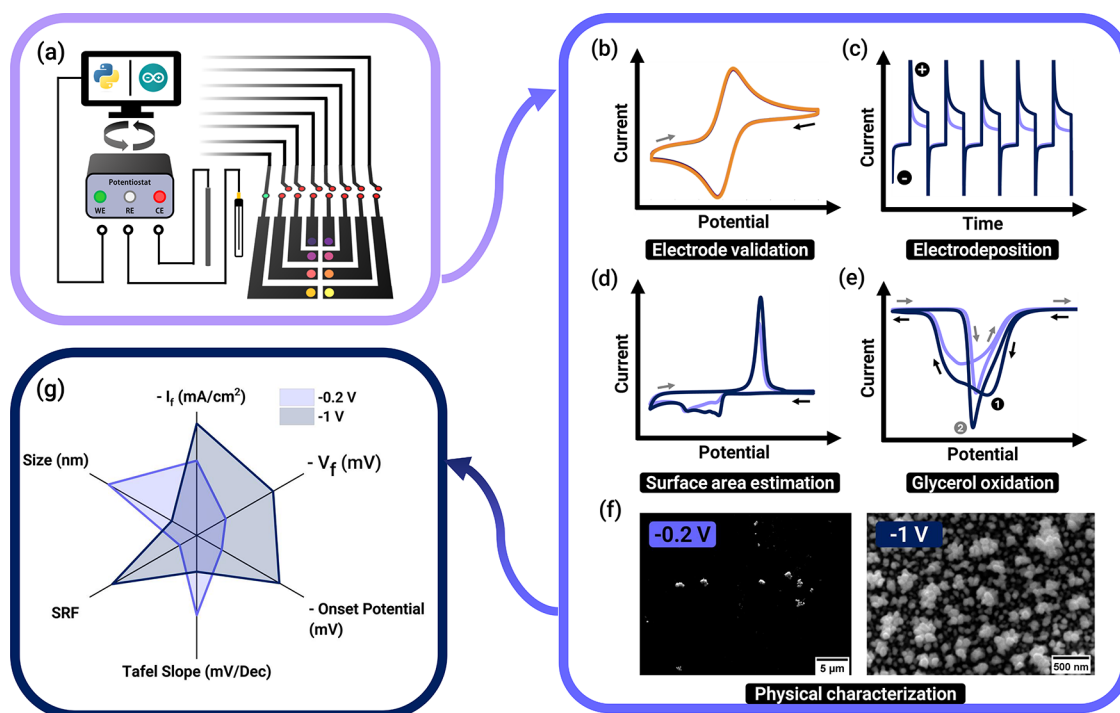 (a)
Potentiostat
WE RE CE
(b)
Current
Potential
Electrode validation
(c)
Current
+
-
Time
Electrodeposition
(d)
Current
Potential
Surface area estimation
(e)
Current
1
2
Potential
Glycerol oxidation
(f)
-0.2 V
5 µm
-1 V
500 nm
Physical characterization
(g)
- If (mA/cm²)
-0.2 V
-1 V
Size (nm)
- Vf (mV)
SRF
- Onset Potential
(mV)
Tafel Slope (mV/Dec)